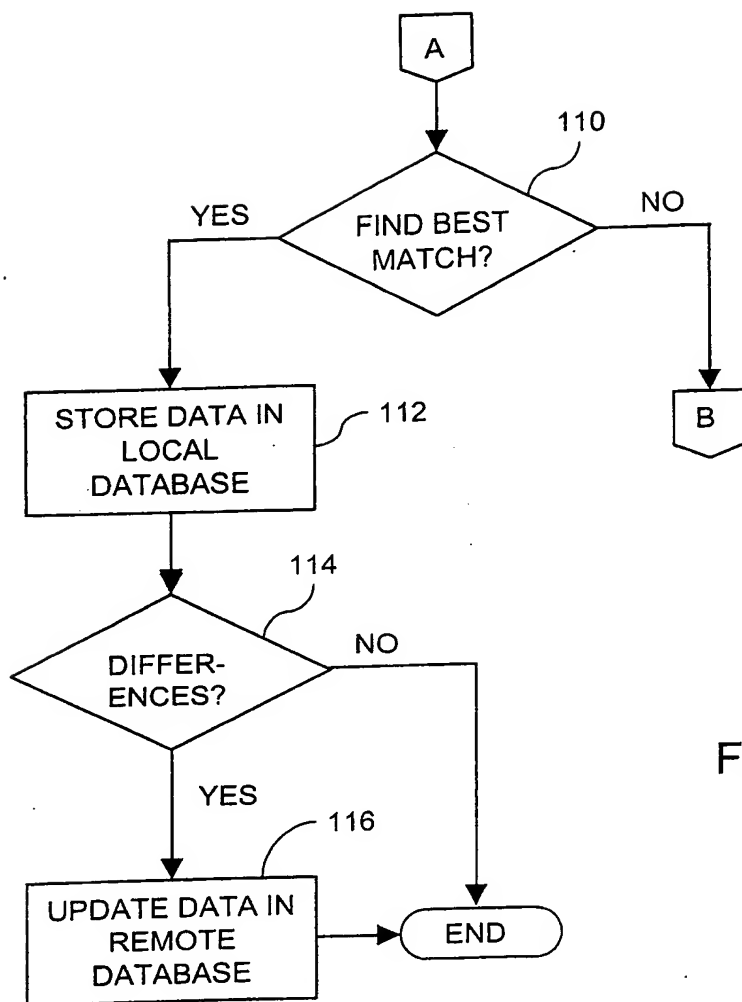 A
110
YES
NO
FIND BEST
MATCH?
STORE DATA IN
LOCAL
DATABASE
112
B
114
NO
DIFFER-
ENCES?
YES
116
UPDATE DATA IN
REMOTE
DATABASE
END
F